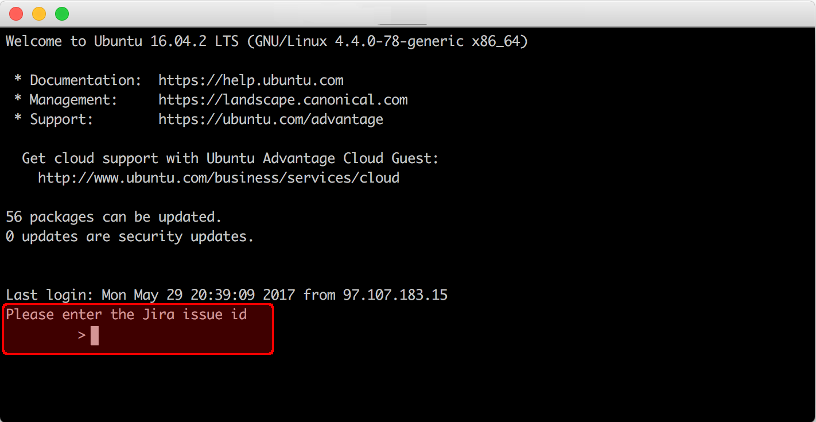 Welcome to Ubuntu 16.04.2 LTS (GNU/Linux 4.4.0-78-generic x86_64)
* Documentation:  https://help.ubuntu.com
* Management:     https://landscape.canonical.com
* Support:        https://ubuntu.com/advantage
Get cloud support with Ubuntu Advantage Cloud Guest:
http://www.ubuntu.com/business/services/cloud
56 packages can be updated.
0 updates are security updates.
Last login: Mon May 29 20:39:09 2017 from 97.107.183.15
Please enter the Jira issue id
>